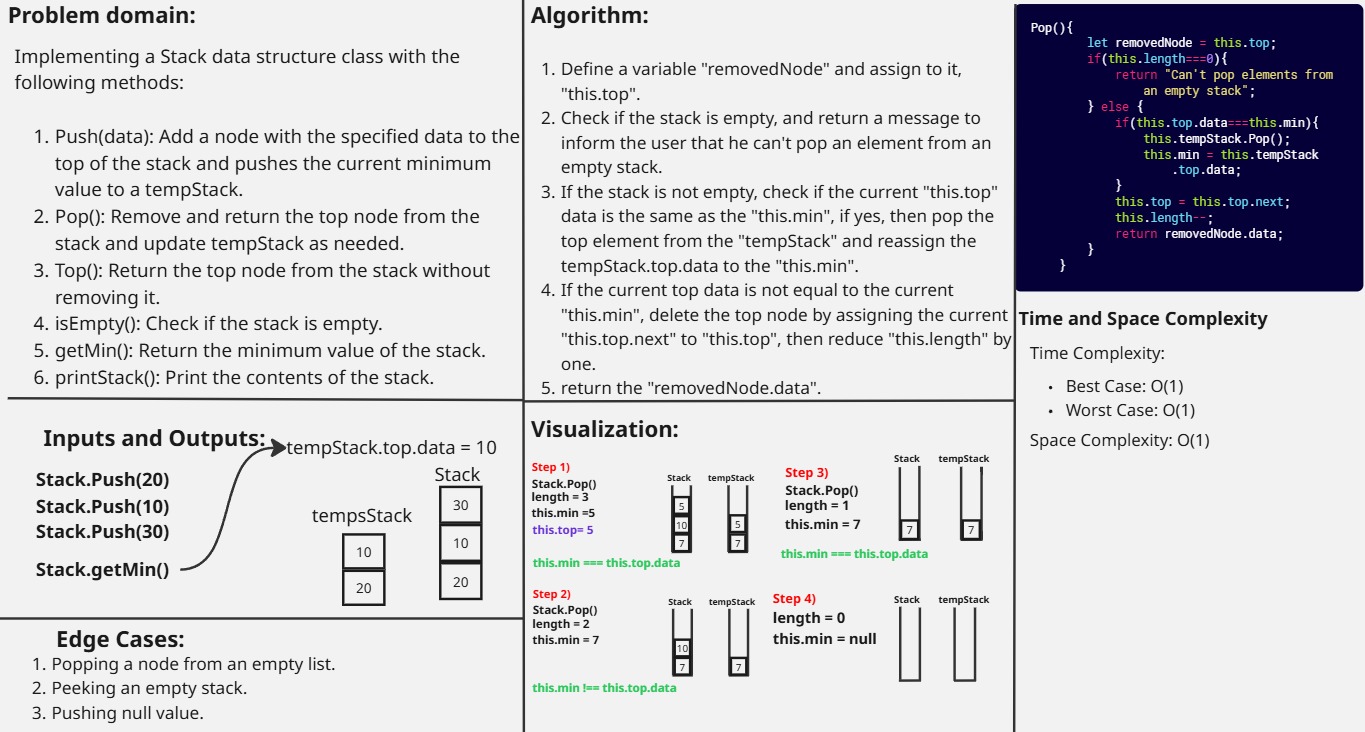 Problem domain:
Implementing a Stack data structure class with the
following methods:
1. Push(data): Add a node with the specified data to the
top of the stack and pushes the current minimum
value to a tempStack.
2. Pop(): Remove and return the top node from the
stack and update tempStack as needed.
3. Top(): Return the top node from the stack without
removing it.
4. isEmpty(): Check if the stack is empty.
5. getMin(): Return the minimum value of the stack.
6. printStack(): Print the contents of the stack.
Inputs and Outputs:
tempStack.top.data = 10
Stack.Push(20)
Stack.Push(10)
Stack.Push(30)
Stack.getMin()
tempsStack
10
20
Stack
30
10
20
Edge Cases:
1. Popping a node from an empty list.
2. Peeking an empty stack.
3. Pushing null value.
Algorithm:
1. Define a variable "removedNode" and assign to it,
"this.top".
2. Check if the stack is empty, and return a message to
inform the user that he can't pop an element from an
empty stack.
3. If the stack is not empty, check if the current "this.top"
data is the same as the "this.min", if yes, then pop the
top element from the "tempStack" and reassign the
tempStack.top.data to the "this.min".
4. If the current top data is not equal to the current
"this.min", delete the top node by assigning the current
"this.top.next" to "this.top", then reduce "this.length" by
one.
5. return the "removedNode.data".
Visualization:
Step 1)
Stack.Pop()
length = 3
this.min =5
this.top= 5
this.min === this.top.data
Stack
5
10
7
tempStack
5
7
Step 2)
Stack.Pop()
length = 2
this.min = 7
this.min !== this.top.data
Stack
10
7
tempStack
7
Step 3)
Stack.Pop()
length = 1
this.min = 7
this.min === this.top.data
Stack
7
tempStack
7
Step 4)
length = 0
this.min = null
Stack
tempStack
Pop(){
let removedNode = this.top;
if(this.length===0){
return "Can't pop elements from
an empty stack";
} else {
if(this.top.data===this.min){
this.tempStack.Pop();
this.min = this.tempStack
.top.data;
}
this.top = this.top.next;
this.length--;
return removedNode.data;
}
}
Time and Space Complexity
Time Complexity:
• Best Case: O(1)
• Worst Case: O(1)
Space Complexity: O(1)